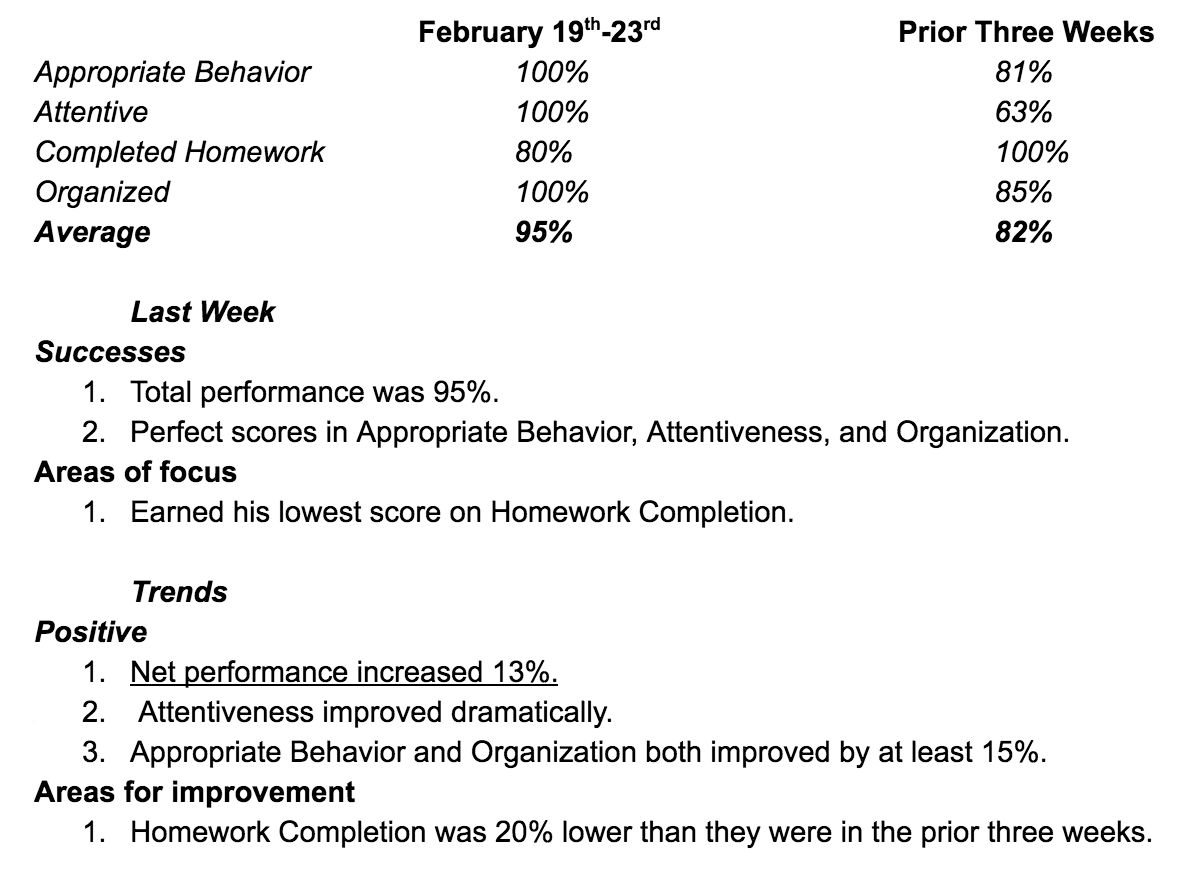 February 19th-23rd Prior Three Weeks
Appropriate Behavior 100% 81%
Attentive 100% 63%
Completed Homework 80% 100%
Organized 100% 85%
Average 95% 82%
Last Week
Successes
1. Total performance was 95%.
2. Perfect scores in Appropriate Behavior, Attentiveness, and Organization.
Areas of focus
1. Earned his lowest score on Homework Completion.
Trends
Positive
1. Net performance increased 13%.
2. Attentiveness improved dramatically.
3. Appropriate Behavior and Organization both improved by at least 15%.
Areas for improvement
1. Homework Completion was 20% lower than they were in the prior three weeks.